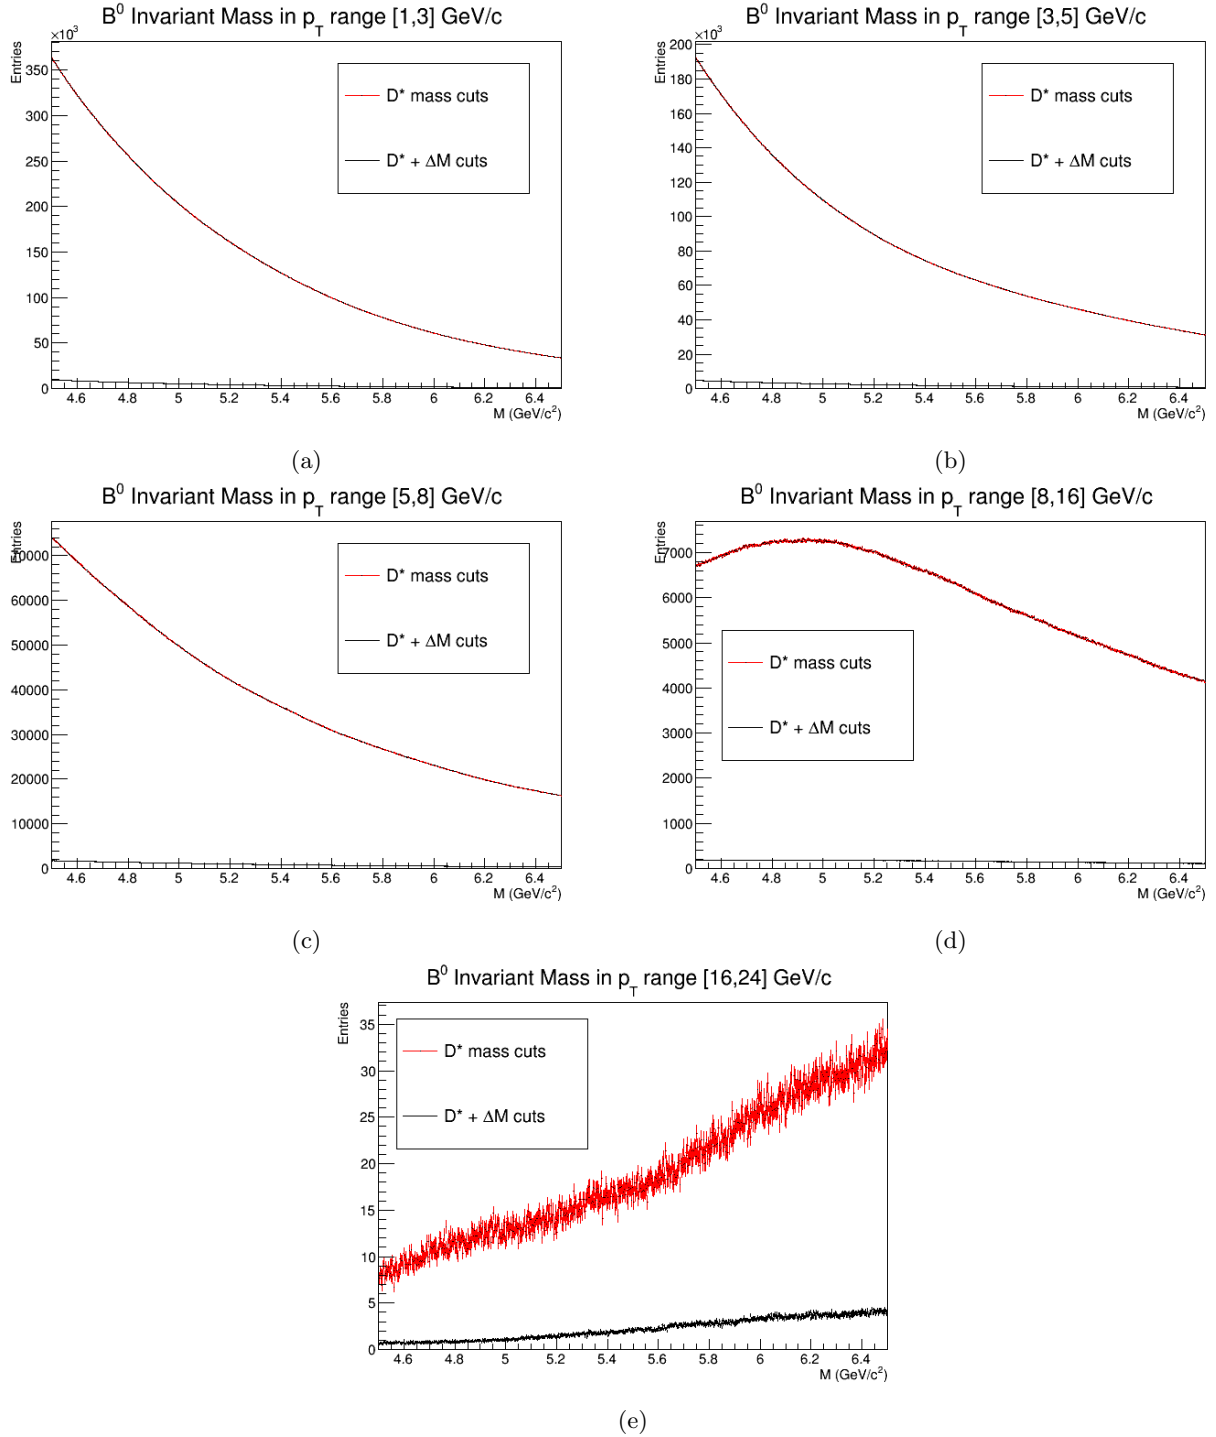 B⁰ Invariant Mass in p_T range [1,3] GeV/c
×10³
Entries
350
300
250
200
150
100
50
0
D* mass cuts
D* + ΔM cuts
4.6 4.8 5 5.2 5.4 5.6 5.8 6 6.2 6.4
M (GeV/c²)
(a)
B⁰ Invariant Mass in p_T range [3,5] GeV/c
×10³
Entries
200
180
160
140
120
100
80
60
40
20
0
D* mass cuts
D* + ΔM cuts
4.6 4.8 5 5.2 5.4 5.6 5.8 6 6.2 6.4
M (GeV/c²)
(b)
B⁰ Invariant Mass in p_T range [5,8] GeV/c
Entries
70000
60000
50000
40000
30000
20000
10000
0
D* mass cuts
D* + ΔM cuts
4.6 4.8 5 5.2 5.4 5.6 5.8 6 6.2 6.4
M (GeV/c²)
(c)
B⁰ Invariant Mass in p_T range [8,16] GeV/c
Entries
7000
6000
5000
4000
3000
2000
1000
0
D* mass cuts
D* + ΔM cuts
4.6 4.8 5 5.2 5.4 5.6 5.8 6 6.2 6.4
M (GeV/c²)
(d)
B⁰ Invariant Mass in p_T range [16,24] GeV/c
Entries
35
30
25
20
15
10
5
0
D* mass cuts
D* + ΔM cuts
4.6 4.8 5 5.2 5.4 5.6 5.8 6 6.2 6.4
M (GeV/c²)
(e)